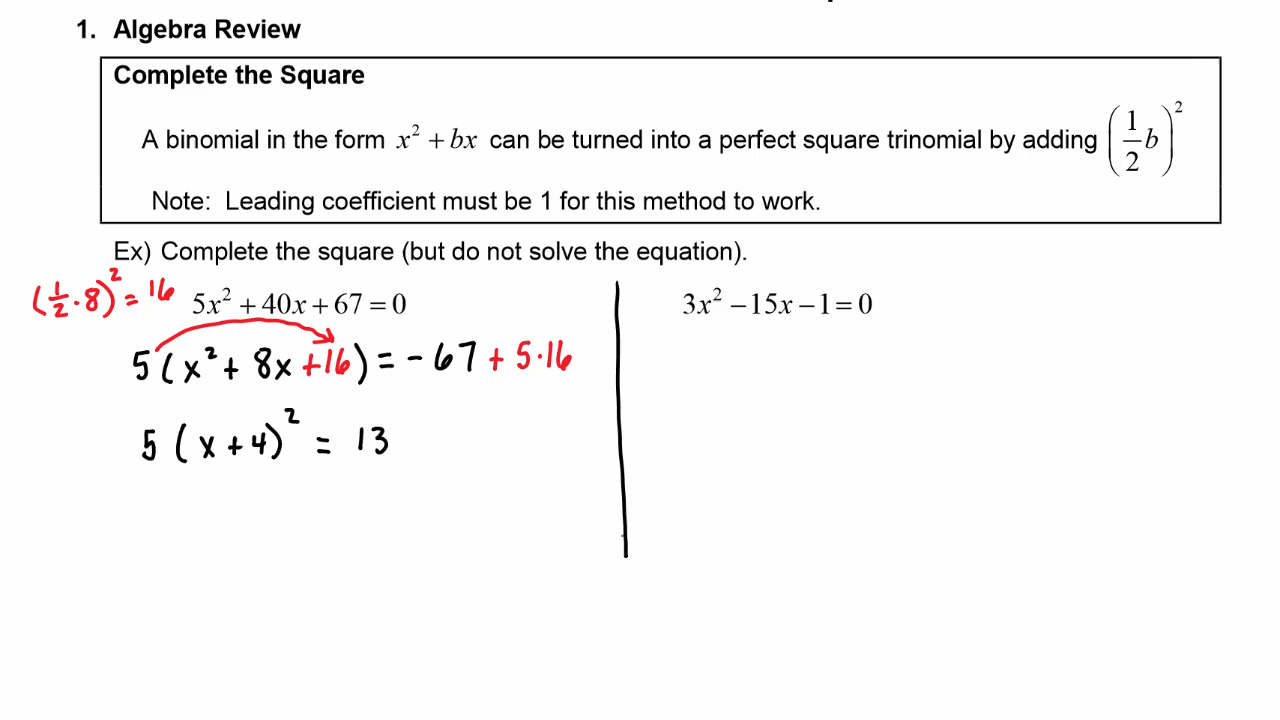 1. Algebra Review
Complete the Square
A binomial in the form x² + bx can be turned into a perfect square trinomial by adding (1/2 b)²
Note: Leading coefficient must be 1 for this method to work.
Ex) Complete the square (but do not solve the equation).
(1/2 · 8)² = 16
5x² + 40x + 67 = 0
5(x² + 8x + 16) = -67 + 5·16
5(x + 4)² = 13
3x² − 15x − 1 = 0